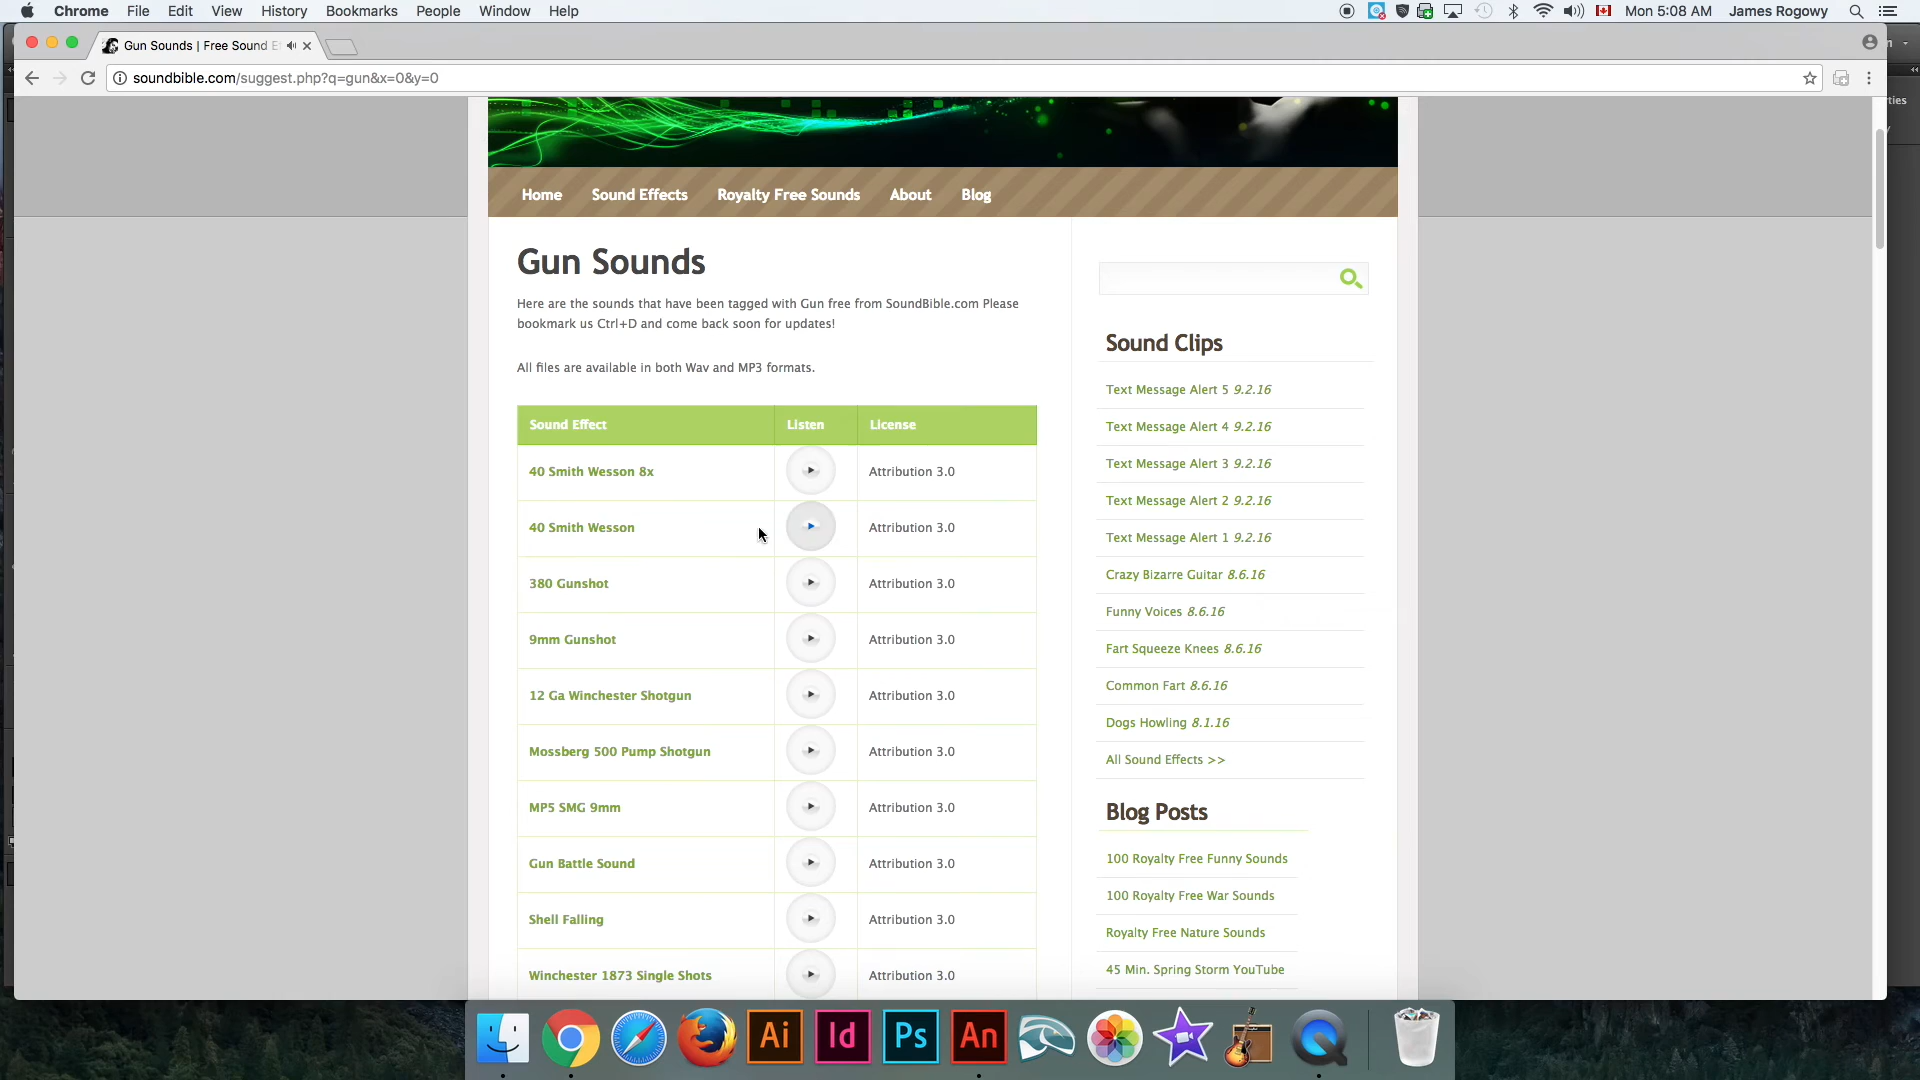 Chrome File Edit View History Bookmarks People Window Help
Mon 5:08 AM James Rogowy
Gun Sounds | Free Sound E
soundbible.com/suggest.php?q=gun&x=0&y=0
Home Sound Effects Royalty Free Sounds About Blog
Gun Sounds
Here are the sounds that have been tagged with Gun free from SoundBible.com Please
bookmark us Ctrl+D and come back soon for updates!
All files are available in both Wav and MP3 formats.
Sound Effect Listen License
40 Smith Wesson 8x Attribution 3.0
40 Smith Wesson Attribution 3.0
380 Gunshot Attribution 3.0
9mm Gunshot Attribution 3.0
12 Ga Winchester Shotgun Attribution 3.0
Mossberg 500 Pump Shotgun Attribution 3.0
MP5 SMG 9mm Attribution 3.0
Gun Battle Sound Attribution 3.0
Shell Falling Attribution 3.0
Winchester 1873 Single Shots Attribution 3.0
Sound Clips
Text Message Alert 5 9.2.16
Text Message Alert 4 9.2.16
Text Message Alert 3 9.2.16
Text Message Alert 2 9.2.16
Text Message Alert 1 9.2.16
Crazy Bizarre Guitar 8.6.16
Funny Voices 8.6.16
Fart Squeeze Knees 8.6.16
Common Fart 8.6.16
Dogs Howling 8.1.16
All Sound Effects >>
Blog Posts
100 Royalty Free Funny Sounds
100 Royalty Free War Sounds
Royalty Free Nature Sounds
45 Min. Spring Storm YouTube
Ai Id Ps An